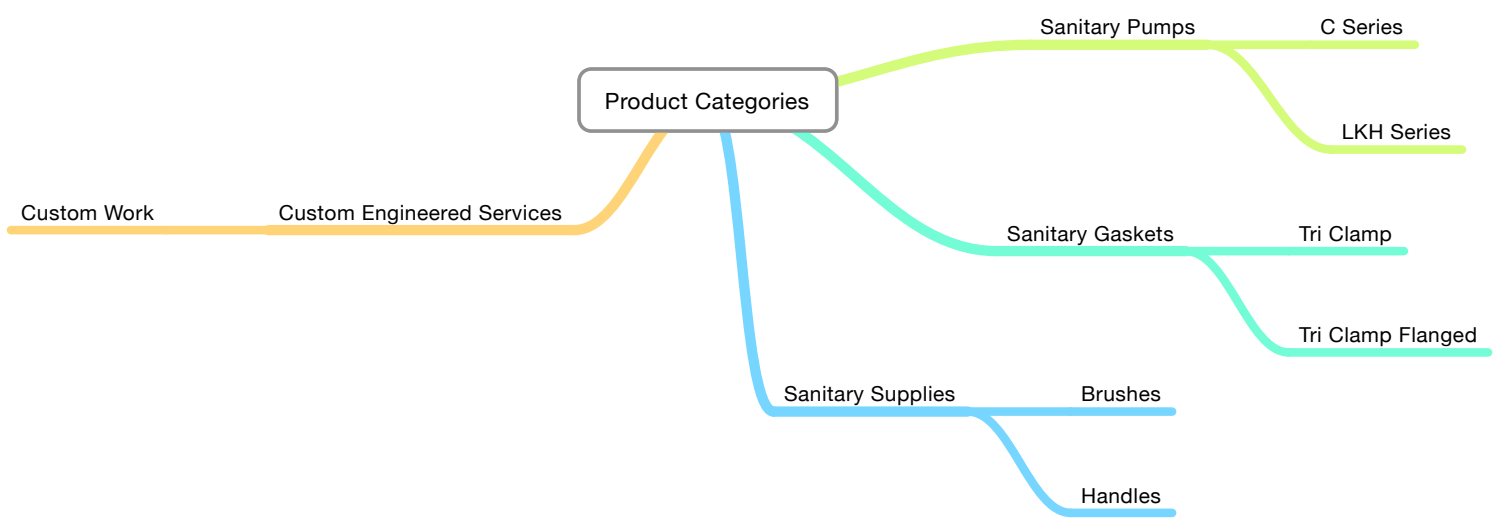 Product Categories
Sanitary Pumps
C Series
LKH Series
Sanitary Gaskets
Tri Clamp
Tri Clamp Flanged
Sanitary Supplies
Brushes
Handles
Custom Engineered Services
Custom Work